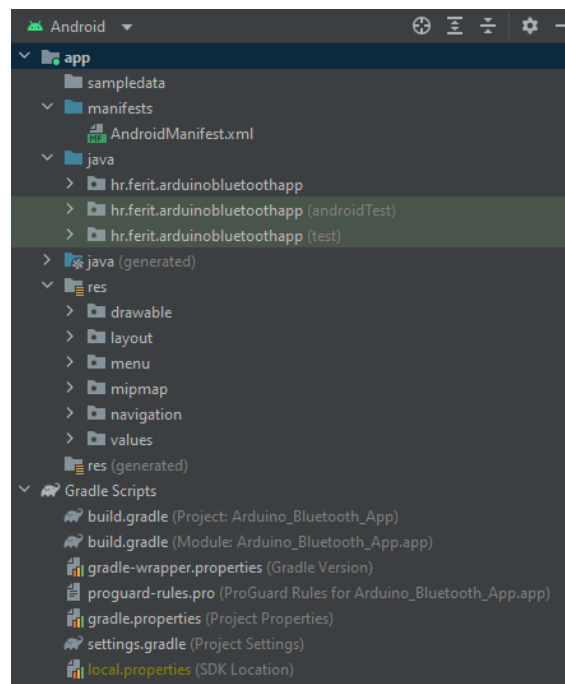 Android
app
sampledata
manifests
MF AndroidManifest.xml
java
hr.ferit.arduinobluetoothapp
hr.ferit.arduinobluetoothapp (androidTest)
hr.ferit.arduinobluetoothapp (test)
java (generated)
res
drawable
layout
menu
mipmap
navigation
values
res (generated)
Gradle Scripts
build.gradle (Project: Arduino_Bluetooth_App)
build.gradle (Module: Arduino_Bluetooth_App.app)
gradle-wrapper.properties (Gradle Version)
proguard-rules.pro (ProGuard Rules for Arduino_Bluetooth_App.app)
gradle.properties (Project Properties)
settings.gradle (Project Settings)
local.properties (SDK Location)